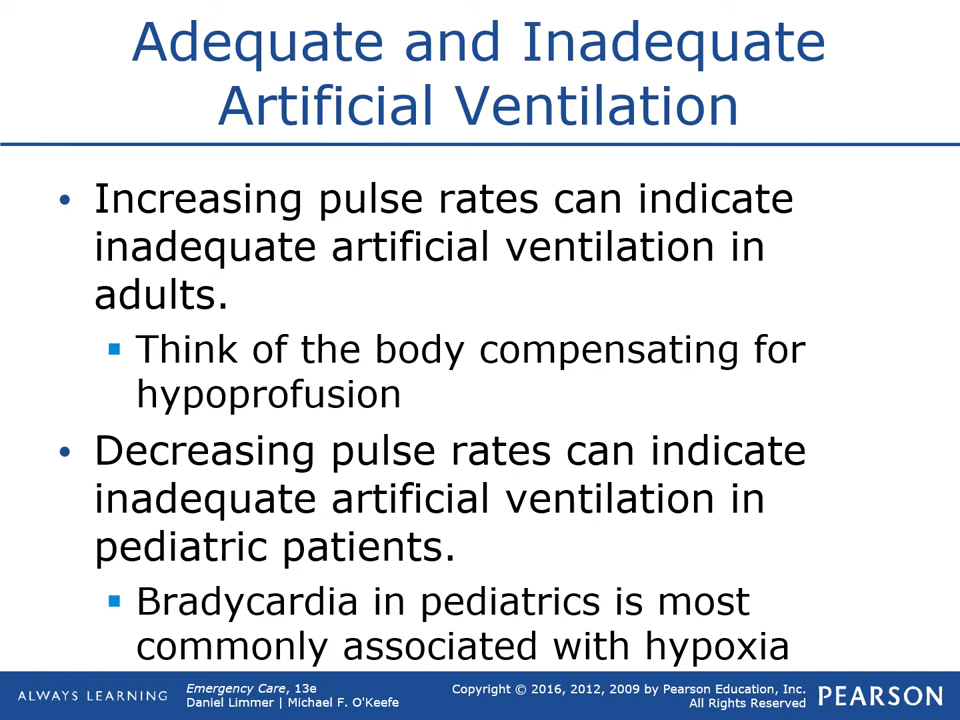 Adequate and Inadequate
Artificial Ventilation
• Increasing pulse rates can indicate
inadequate artificial ventilation in
adults.
▪ Think of the body compensating for
hypoprofusion
• Decreasing pulse rates can indicate
inadequate artificial ventilation in
pediatric patients.
▪ Bradycardia in pediatrics is most
commonly associated with hypoxia
ALWAYS LEARNING
Emergency Care, 13e
Daniel Limmer | Michael F. O'Keefe
Copyright © 2016, 2012, 2009 by Pearson Education, Inc.
All Rights Reserved
PEARSON